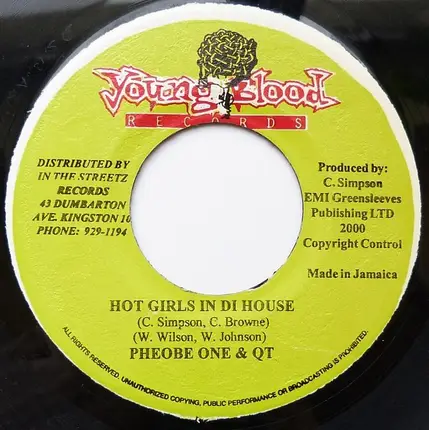 Young Blood
RECORDS
DISTRIBUTED BY
IN THE STREETZ
RECORDS
43 DUMBARTON
AVE. KINGSTON 10
PHONE: 929-1194
Produced by:
C. Simpson
EMI Greensleeves
Publishing LTD
2000
Copyright Control
Made in Jamaica
HOT GIRLS IN DI HOUSE
(C. Simpson, C. Browne)
(W. Wilson, W. Johnson)
PHEOBE ONE & QT
ALL RIGHTS RESERVED. UNAUTHORIZED COPYING, PUBLIC PERFORMANCE OR BROADCASTING IS PROHIBITED.